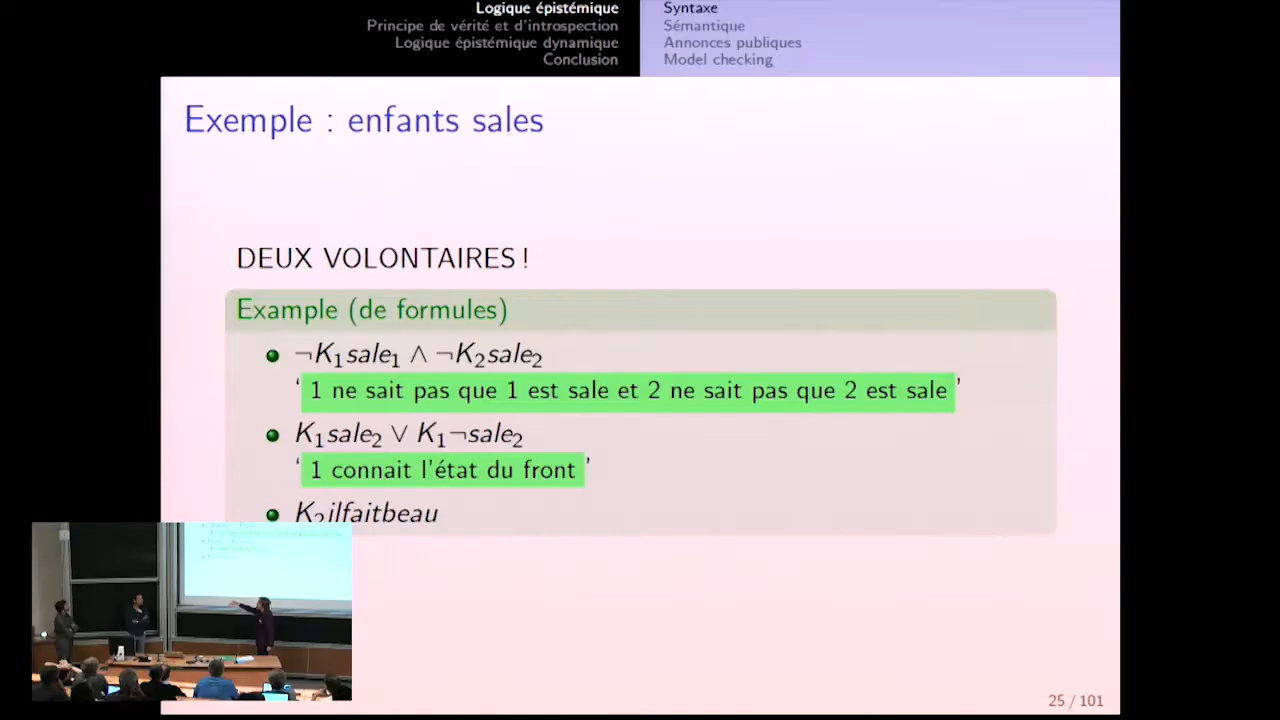 Logique épistémique
Principe de vérité et d'introspection
Logique épistémique dynamique
Conclusion
Syntaxe
Sémantique
Annonces publiques
Model checking
Exemple : enfants sales
DEUX VOLONTAIRES !
Example (de formules)
¬K₁sale₁ ∧ ¬K₂sale₂
‘ 1 ne sait pas que 1 est sale et 2 ne sait pas que 2 est sale ’
K₁sale₂ ∨ K₁¬sale₂
‘ 1 connait l'état du front ’
K₂ilfaitbeau
25 / 101